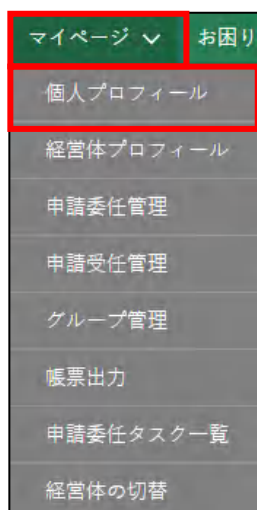 マイページ お困り
個人プロフィール
経営体プロフィール
申請委任管理
申請受任管理
グループ管理
帳票出力
申請委任タスク一覧
経営体の切替